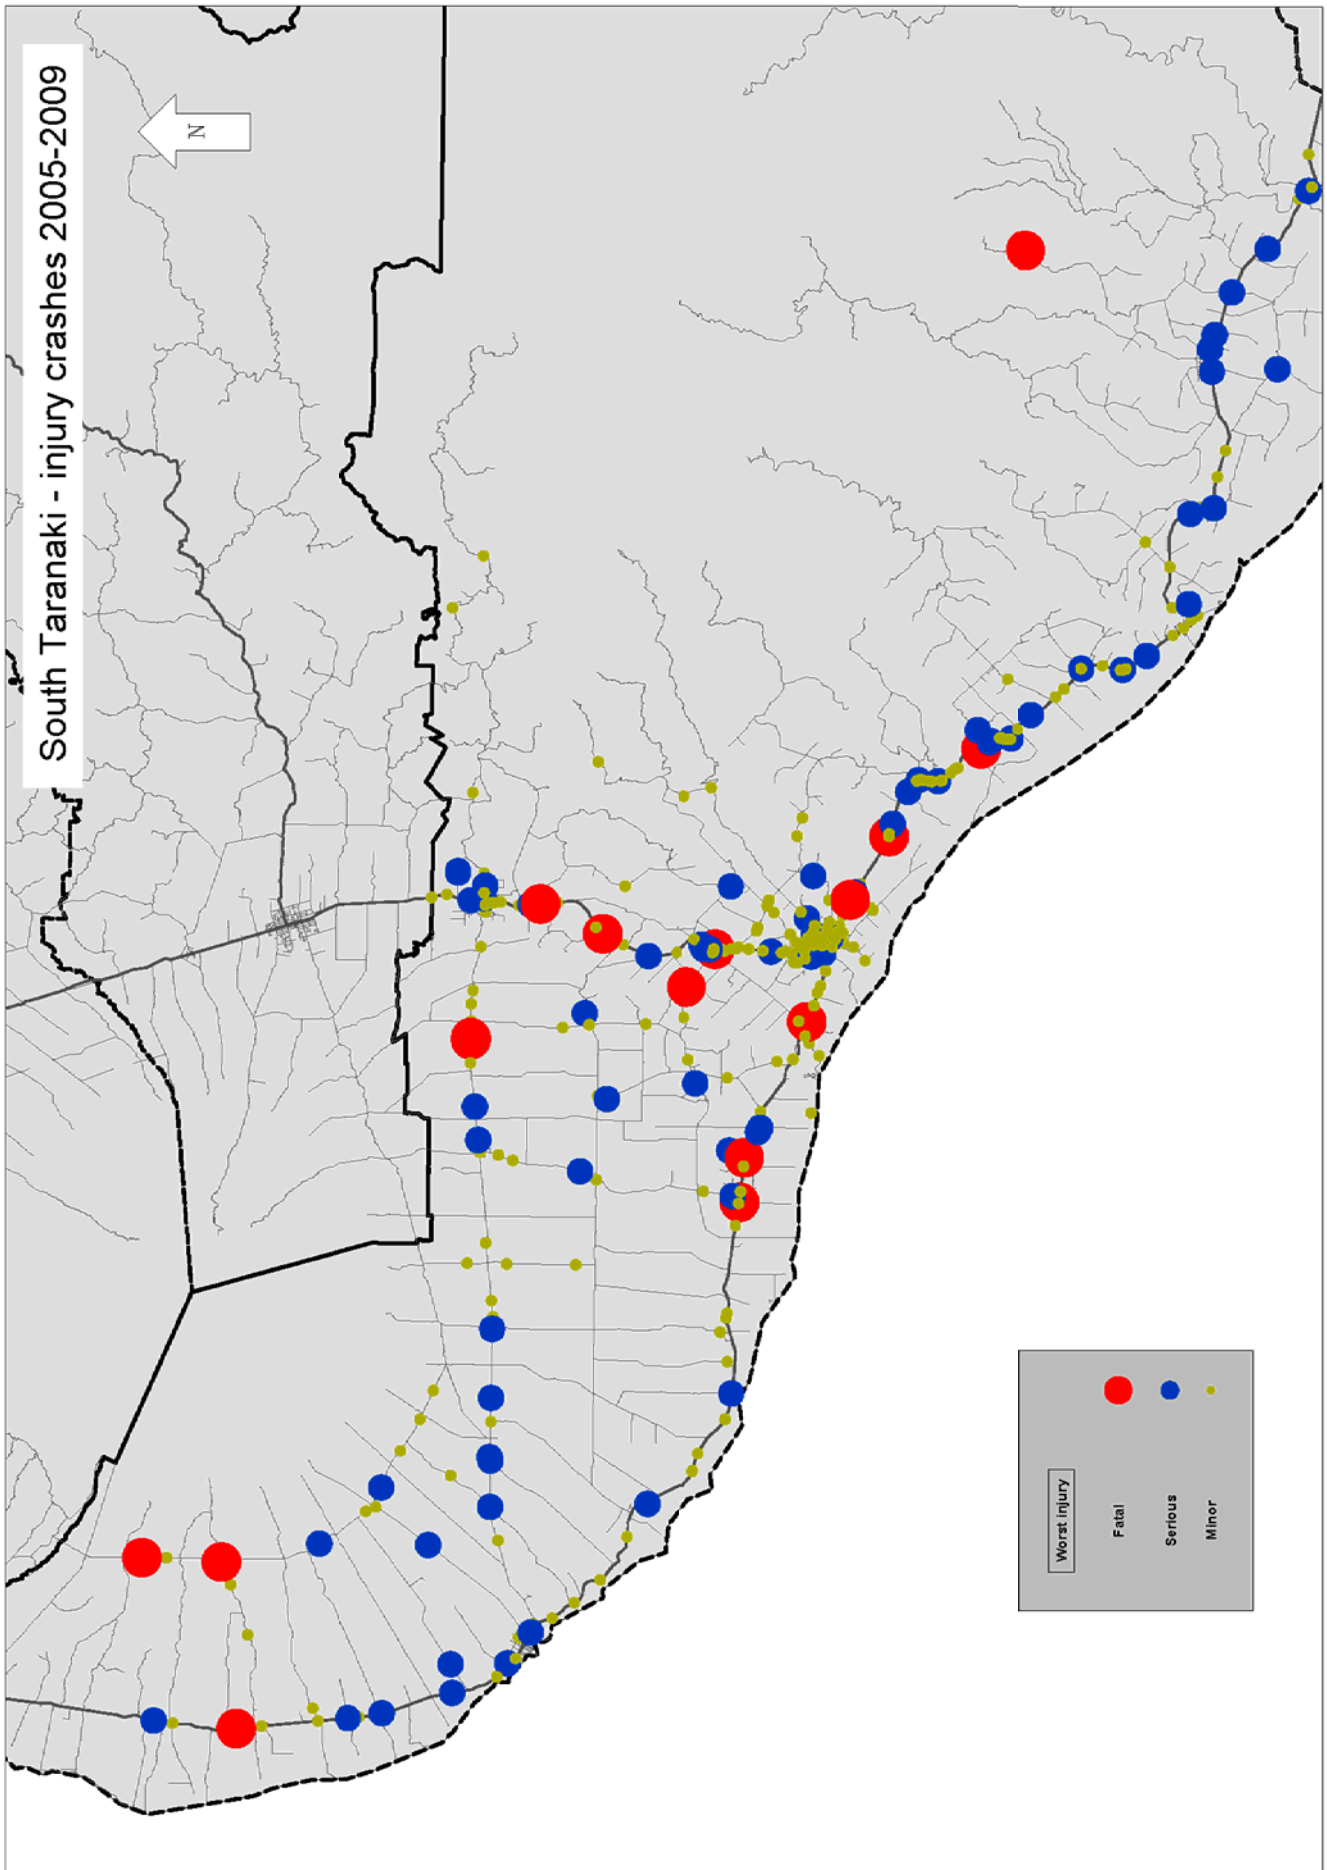 South Taranaki - injury crashes 2005-2009
N
Worst injury
Fatal
Serious
Minor